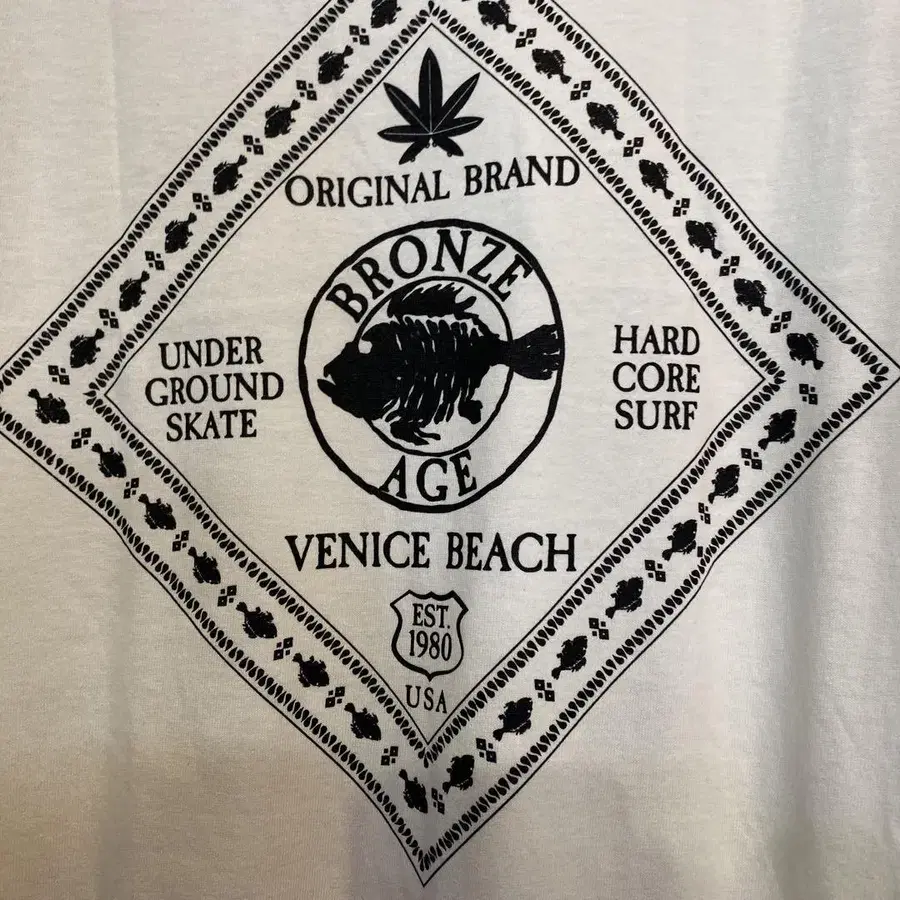 ORIGINAL BRAND
BRONZE
AGE
UNDER
GROUND
SKATE
HARD
CORE
SURF
VENICE BEACH
EST.
1980
USA